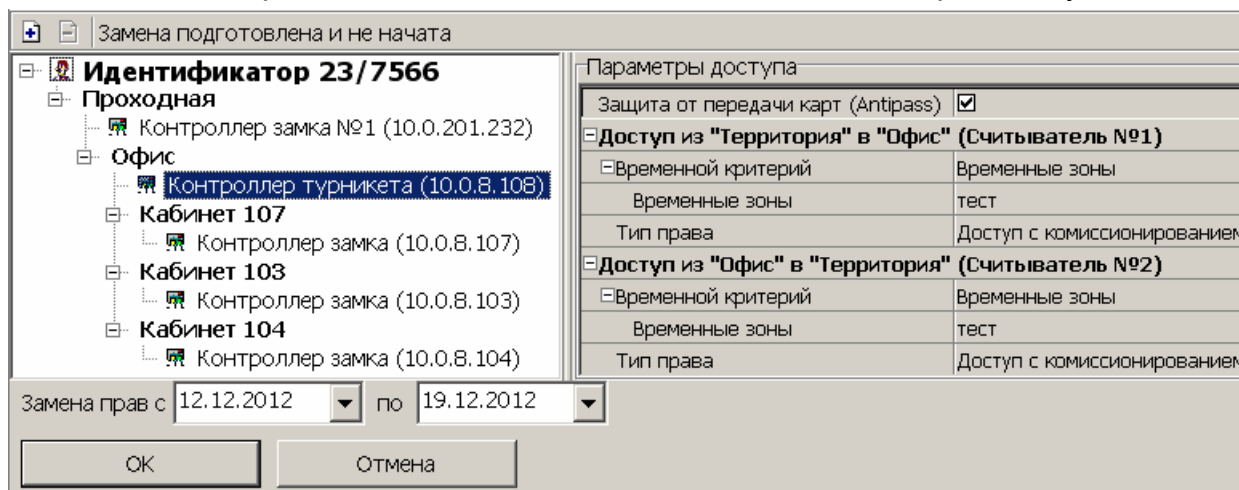 Замена подготовлена и не начата
Идентификатор 23/7566
Проходная
Контроллер замка №1 (10.0.201.232)
Офис
Контроллер турникета (10.0.8.108)
Кабинет 107
Контроллер замка (10.0.8.107)
Кабинет 103
Контроллер замка (10.0.8.103)
Кабинет 104
Контроллер замка (10.0.8.104)
Параметры доступа
Защита от передачи карт (Antipass)
Доступ из "Территория" в "Офис" (Считыватель №1)
Временной критерий Временные зоны
Временные зоны тест
Тип права Доступ с комиссионированием
Доступ из "Офис" в "Территория" (Считыватель №2)
Временной критерий Временные зоны
Временные зоны тест
Тип права Доступ с комиссионированием
Замена прав с 12.12.2012 по 19.12.2012
ОК Отмена